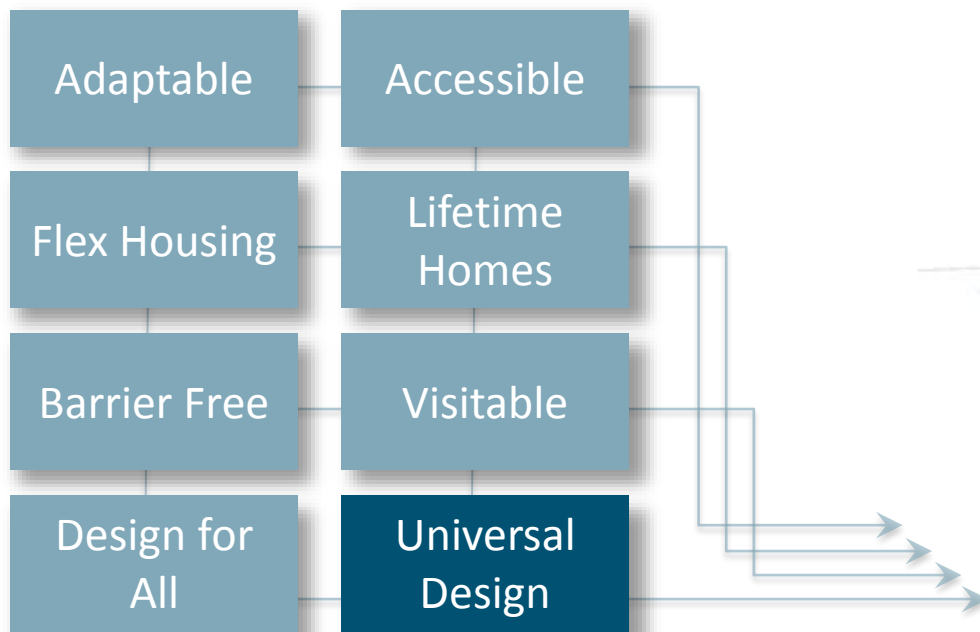 Adaptable
Accessible
Flex Housing
Lifetime
Homes
Barrier Free
Visitable
Design for
All
Universal
Design